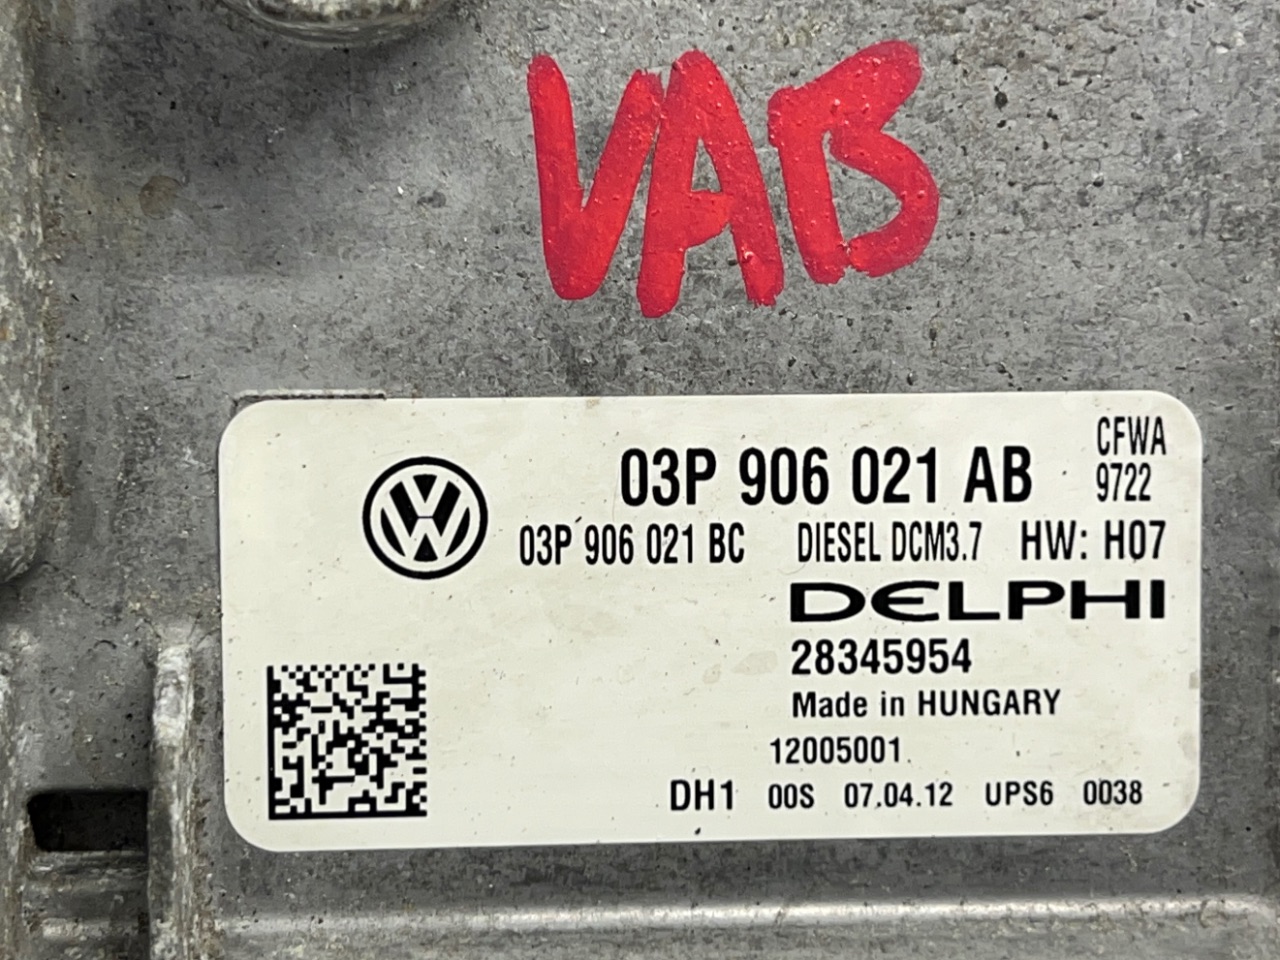 VAB
03P 906 021 AB CFWA
9722
03P 906 021 BC DIESEL DCM3.7 HW: H07
DELPHI
28345954
Made in HUNGARY
12005001
DH1 00S 07.04.12 UPS6 0038